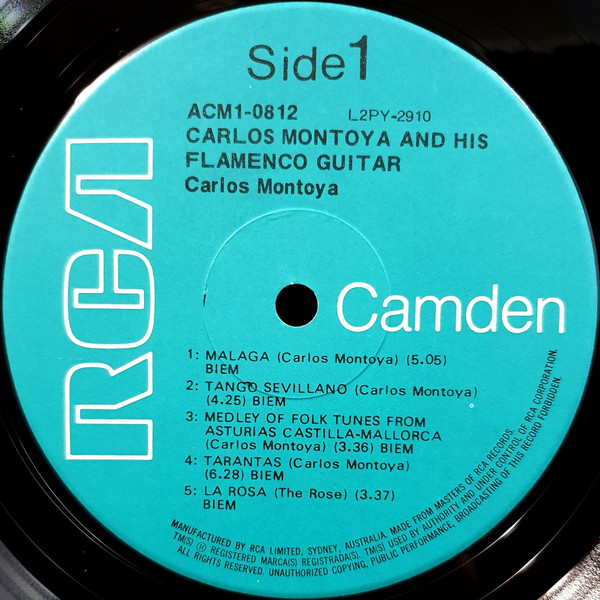 Side 1
ACM1-0812 L2PY-2910
CARLOS MONTOYA AND HIS
FLAMENCO GUITAR
Carlos Montoya
RCA
Camden
1: MALAGA (Carlos Montoya) (5.05)
BIEM
2: TANGO SEVILLANO (Carlos Montoya)
(4.25) BIEM
3: MEDLEY OF FOLK TUNES FROM
ASTURIAS CASTILLA-MALLORCA
(Carlos Montoya) (3.36) BIEM
4: TARANTAS (Carlos Montoya)
(6.28) BIEM
5: LA ROSA (The Rose) (3.37)
BIEM
MANUFACTURED BY RCA LIMITED, SYDNEY, AUSTRALIA. MADE FROM MASTERS OF RCA RECORDS.
TM(S) ® REGISTERED MARCA(S) REGISTRADA(S). TM(S) USED BY AUTHORITY AND UNDER CONTROL OF RCA CORPORATION.
ALL RIGHTS RESERVED. UNAUTHORIZED COPYING, PUBLIC PERFORMANCE, BROADCASTING OF THIS RECORD FORBIDDEN.